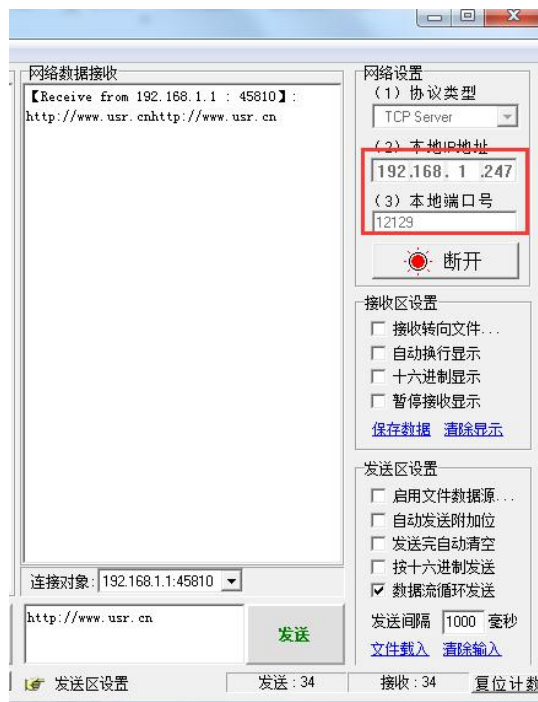 网络数据接收
【Receive from 192.168.1.1 : 45810】:
http://www.usr.cnhttp://www.usr.cn
网络设置
(1) 协议类型
TCP Server
(2) 本地IP地址
192.168. 1 .247
(3) 本地端口号
12129
断开
接收区设置
接收转向文件...
自动换行显示
十六进制显示
暂停接收显示
保存数据 清除显示
发送区设置
启用文件数据源...
自动发送附加位
发送完自动清空
按十六进制发送
数据流循环发送
发送间隔 1000 毫秒
文件载入 清除输入
连接对象: 192.168.1.1:45810
http://www.usr.cn
发送
发送区设置 发送 : 34 接收 : 34 复位计数